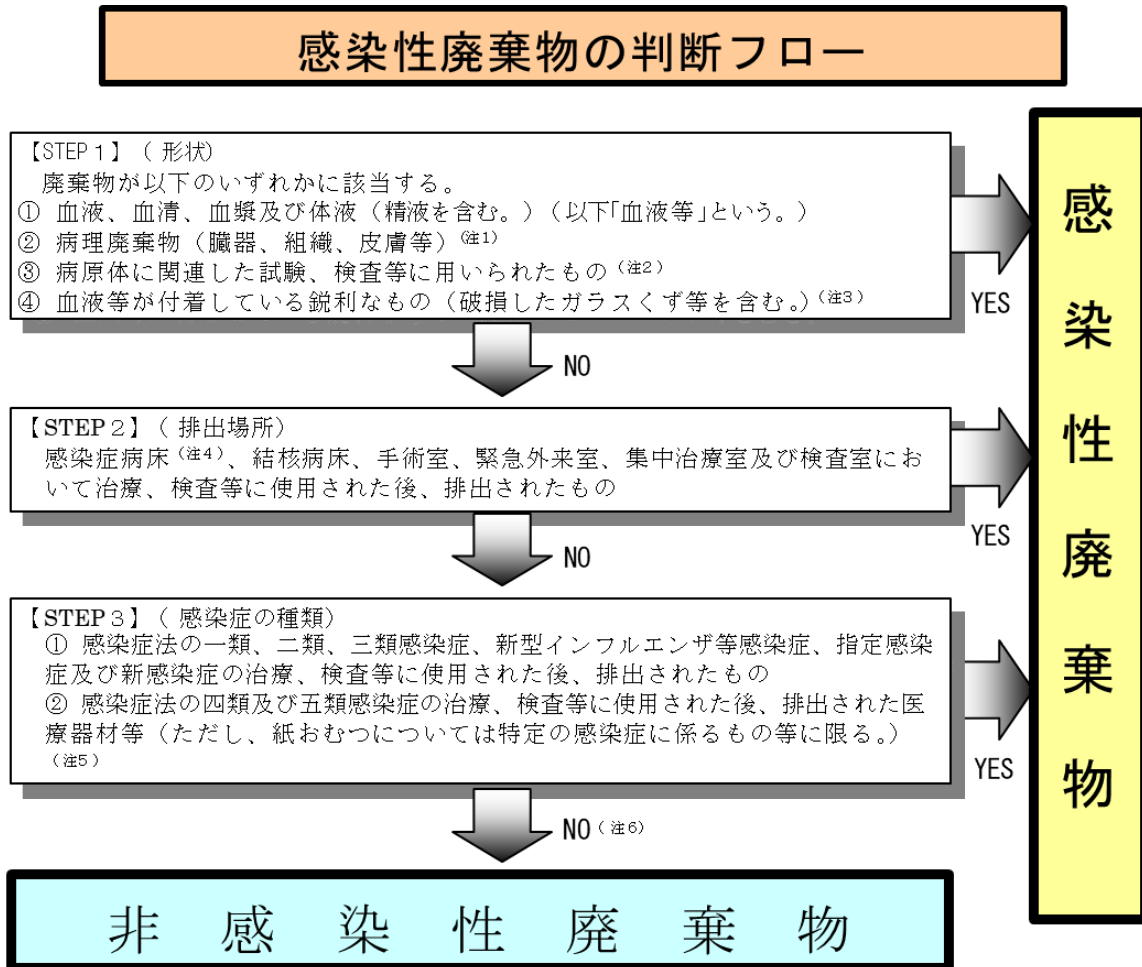 感染性廃棄物の判断フロー
【STEP１】（形状）
廃棄物が以下のいずれかに該当する。
① 血液、血清、血漿及び体液（精液を含む。）（以下｢血液等｣という。）
② 病理廃棄物（臓器、組織、皮膚等）（注1）
③ 病原体に関連した試験、検査等に用いられたもの（注2）
④ 血液等が付着している鋭利なもの（破損したガラスくず等を含む。）（注3）
YES
NO
【STEP２】（排出場所）
感染症病床（注4）、結核病床、手術室、緊急外来室、集中治療室及び検査室にお
いて治療、検査等に使用された後、排出されたもの
YES
NO
【STEP３】（感染症の種類）
① 感染症法の一類、二類、三類感染症、新型インフルエンザ等感染症、指定感染
症及び新感染症の治療、検査等に使用された後、排出されたもの
② 感染症法の四類及び五類感染症の治療、検査等に使用された後、排出された医
療器材等（ただし、紙おむつについては特定の感染症に係るもの等に限る。）
（注5）
YES
NO（注6）
感染性廃棄物
非感染性廃棄物